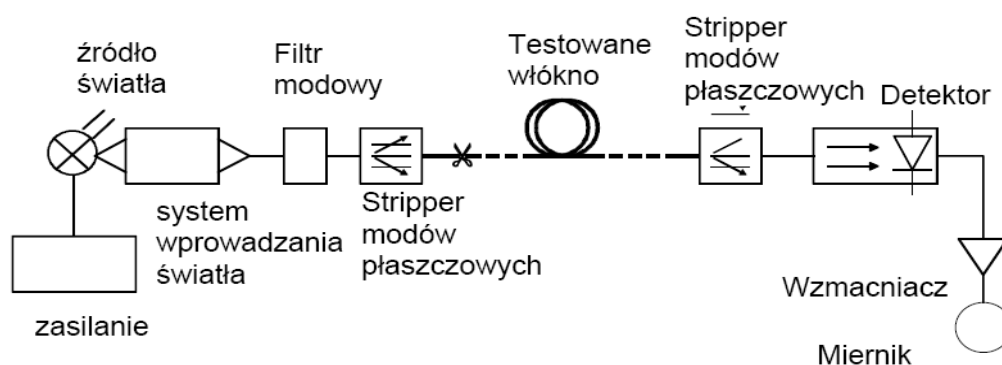 źródło
światła
Filtr
modowy
Testowane
włókno
Stripper
modów
płaszczowych
Detektor
system
wprowadzania
światła
Stripper
modów
płaszczowych
zasilanie
Wzmacniacz
Miernik